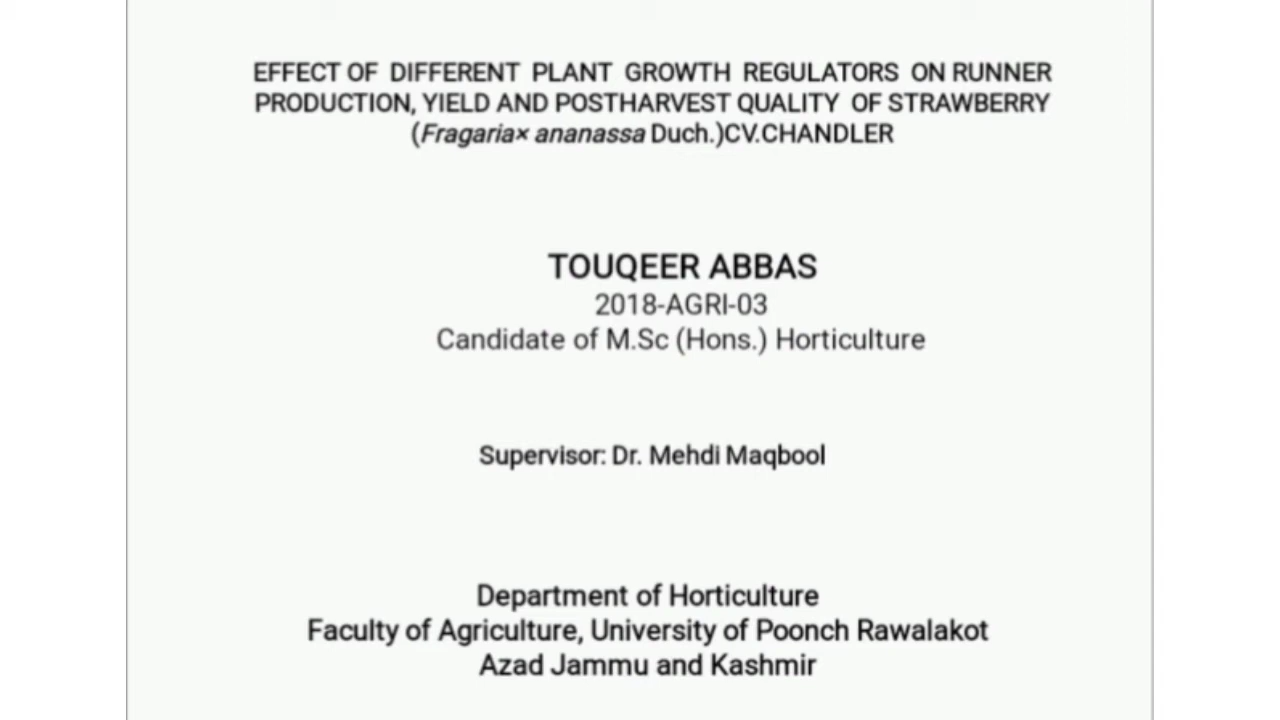 EFFECT OF DIFFERENT PLANT GROWTH REGULATORS ON RUNNER
PRODUCTION, YIELD AND POSTHARVEST QUALITY OF STRAWBERRY
(Fragaria× ananassa Duch.)CV.CHANDLER
TOUQEER ABBAS
2018-AGRI-03
Candidate of M.Sc (Hons.) Horticulture
Supervisor: Dr. Mehdi Maqbool
Department of Horticulture
Faculty of Agriculture, University of Poonch Rawalakot
Azad Jammu and Kashmir